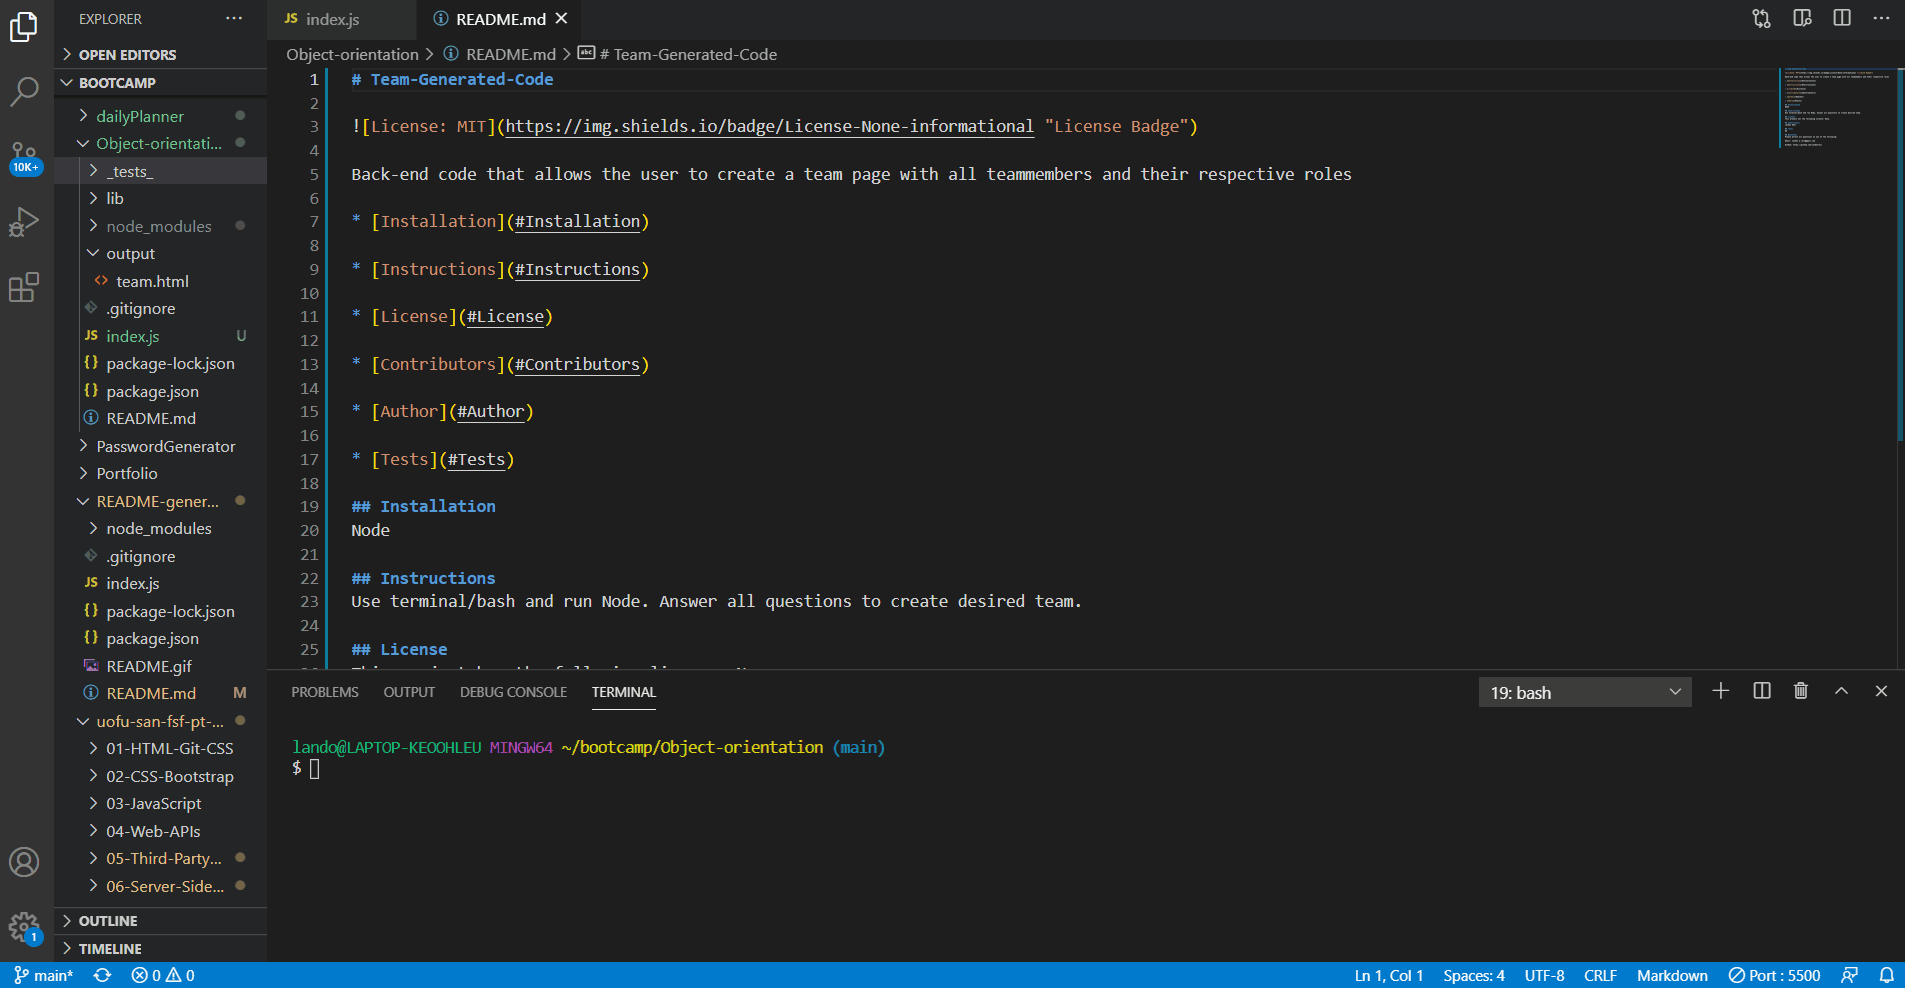 EXPLORER
OPEN EDITORS
BOOTCAMP
dailyPlanner
Object-orientati...
_tests_
lib
node_modules
output
team.html
.gitignore
JS index.js U
{} package-lock.json
{} package.json
README.md
PasswordGenerator
Portfolio
README-gener...
node_modules
.gitignore
JS index.js
{} package-lock.json
{} package.json
README.gif
README.md M
uofu-san-fsf-pt-...
01-HTML-Git-CSS
02-CSS-Bootstrap
03-JavaScript
04-Web-APIs
05-Third-Party...
06-Server-Side...
OUTLINE
TIMELINE
10K+
1
JS index.js
README.md
Object-orientation > README.md > abc # Team-Generated-Code
1 # Team-Generated-Code
2
3 ![License: MIT](https://img.shields.io/badge/License-None-informational "License Badge")
4
5 Back-end code that allows the user to create a team page with all teammembers and their respective roles
6
7 * [Installation](#Installation)
8
9 * [Instructions](#Instructions)
10
11 * [License](#License)
12
13 * [Contributors](#Contributors)
14
15 * [Author](#Author)
16
17 * [Tests](#Tests)
18
19 ## Installation
20 Node
21
22 ## Instructions
23 Use terminal/bash and run Node. Answer all questions to create desired team.
24
25 ## License
PROBLEMS OUTPUT DEBUG CONSOLE TERMINAL
19: bash
lando@LAPTOP-KEOOHLEU MINGW64 ~/bootcamp/Object-orientation (main)
$
main* 0 0
Ln 1, Col 1 Spaces: 4 UTF-8 CRLF Markdown Port : 5500